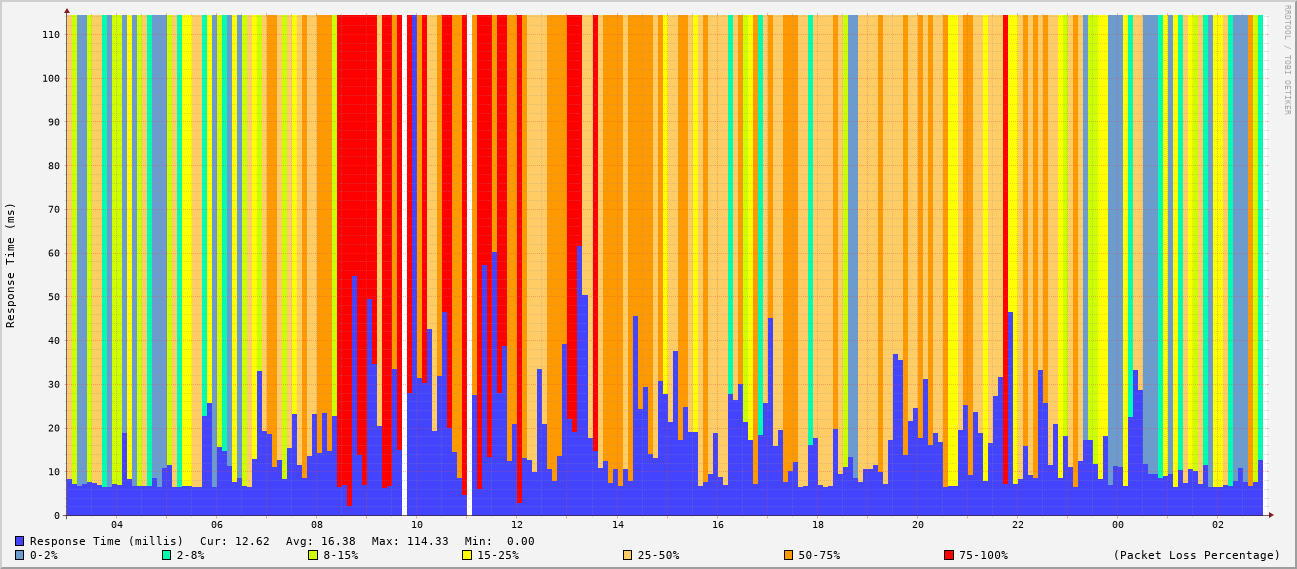 RRDTOOL / TOBI OETIKER
Response Time (ms)
110
100
90
80
70
60
50
40
30
20
10
0
04 06 08 10 12 14 16 18 20 22 00 02
Response Time (millis) Cur: 12.62 Avg: 16.38 Max: 114.33 Min: 0.00
0-2% 2-8% 8-15% 15-25% 25-50% 50-75% 75-100% (Packet Loss Percentage)